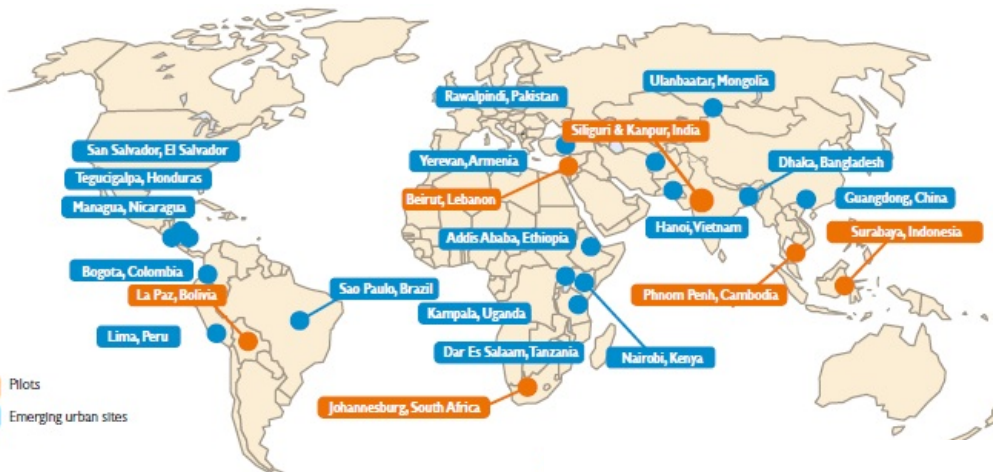 Ulanbaatar, Mongolia
Rawalpindi, Pakistan
Siliguri & Kanpur, India
San Salvador, El Salvador
Yerevan, Armenia
Dhaka, Bangladesh
Tegucigalpa, Honduras
Beirut, Lebanon
Guangdong, China
Managua, Nicaragua
Hanoi, Vietnam
Addis Ababa, Ethiopia
Surabaya, Indonesia
Bogota, Colombia
La Paz, Bolivia
Sao Paulo, Brazil
Phnom Penh, Cambodia
Kampala, Uganda
Lima, Peru
Dar Es Salaam, Tanzania
Nairobi, Kenya
Johannesburg, South Africa
Pilots
Emerging urban sites